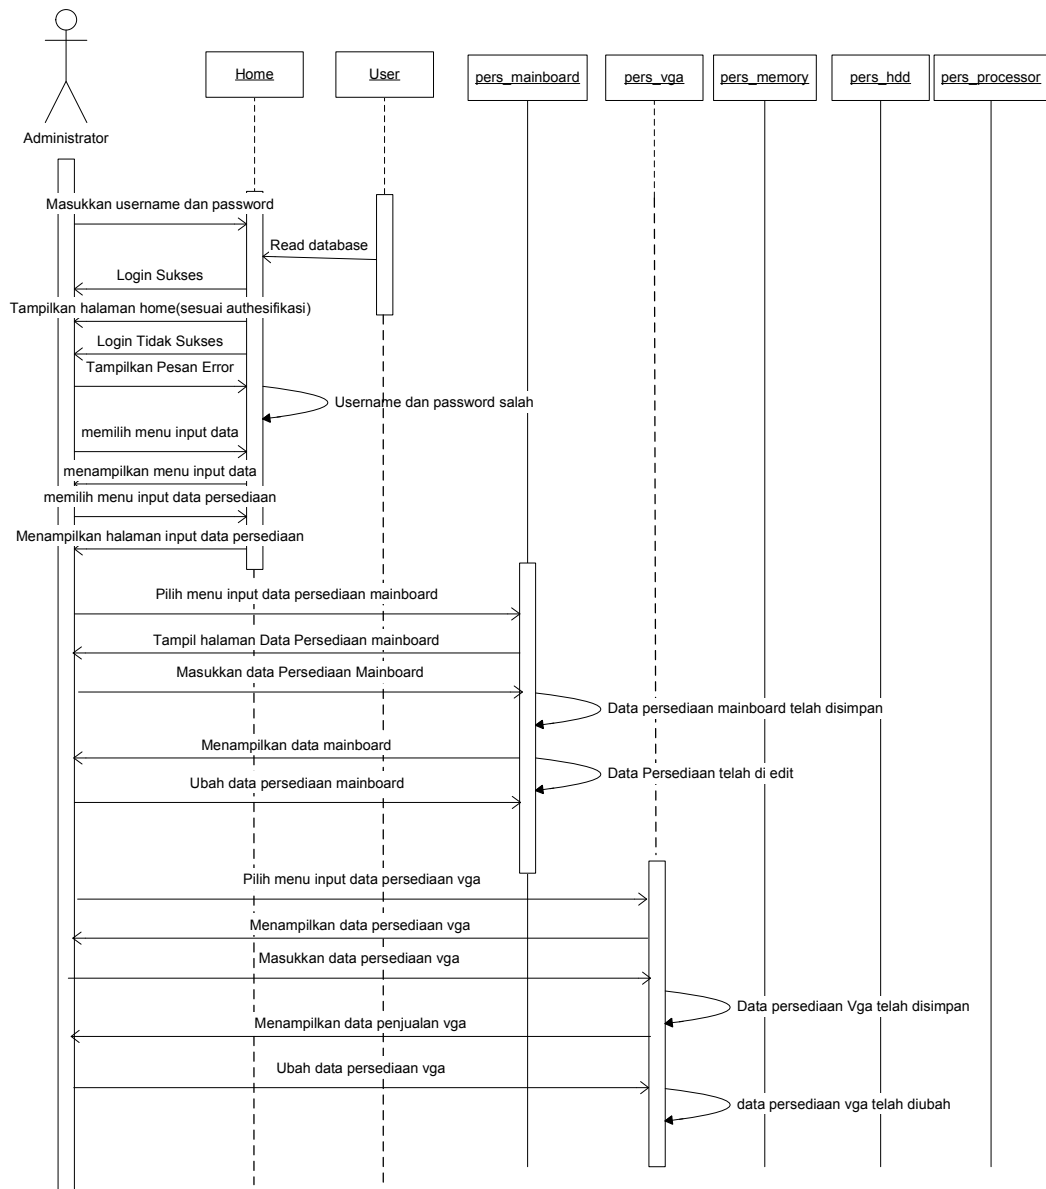 Home
User
pers_mainboard
pers_vga
pers_memory
pers_hdd
pers_processor
Administrator
Masukkan username dan password
Read database
Login Sukses
Tampilkan halaman home(sesuai authesifikasi)
Login Tidak Sukses
Tampilkan Pesan Error
Username dan password salah
memilih menu input data
menampilkan menu input data
memilih menu input data persediaan
Menampilkan halaman input data persediaan
Pilih menu input data persediaan mainboard
Tampil halaman Data Persediaan mainboard
Masukkan data Persediaan Mainboard
Data persediaan mainboard telah disimpan
Menampilkan data mainboard
Data Persediaan telah di edit
Ubah data persediaan mainboard
Pilih menu input data persediaan vga
Menampilkan data persediaan vga
Masukkan data persediaan vga
Data persediaan Vga telah disimpan
Menampilkan data penjualan vga
Ubah data persediaan vga
data persediaan vga telah diubah